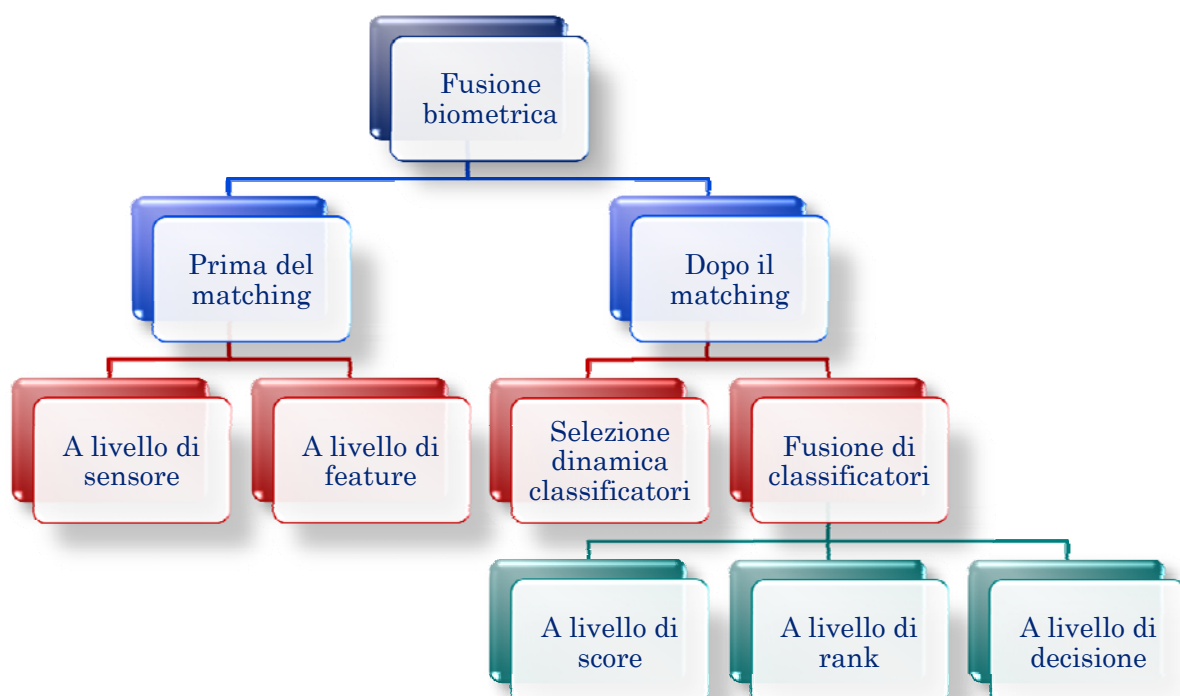 Fusione
biometrica
Prima del
matching
Dopo il
matching
A livello di
sensore
A livello di
feature
Selezione
dinamica
classificatori
Fusione di
classificatori
A livello di
score
A livello di
rank
A livello di
decisione